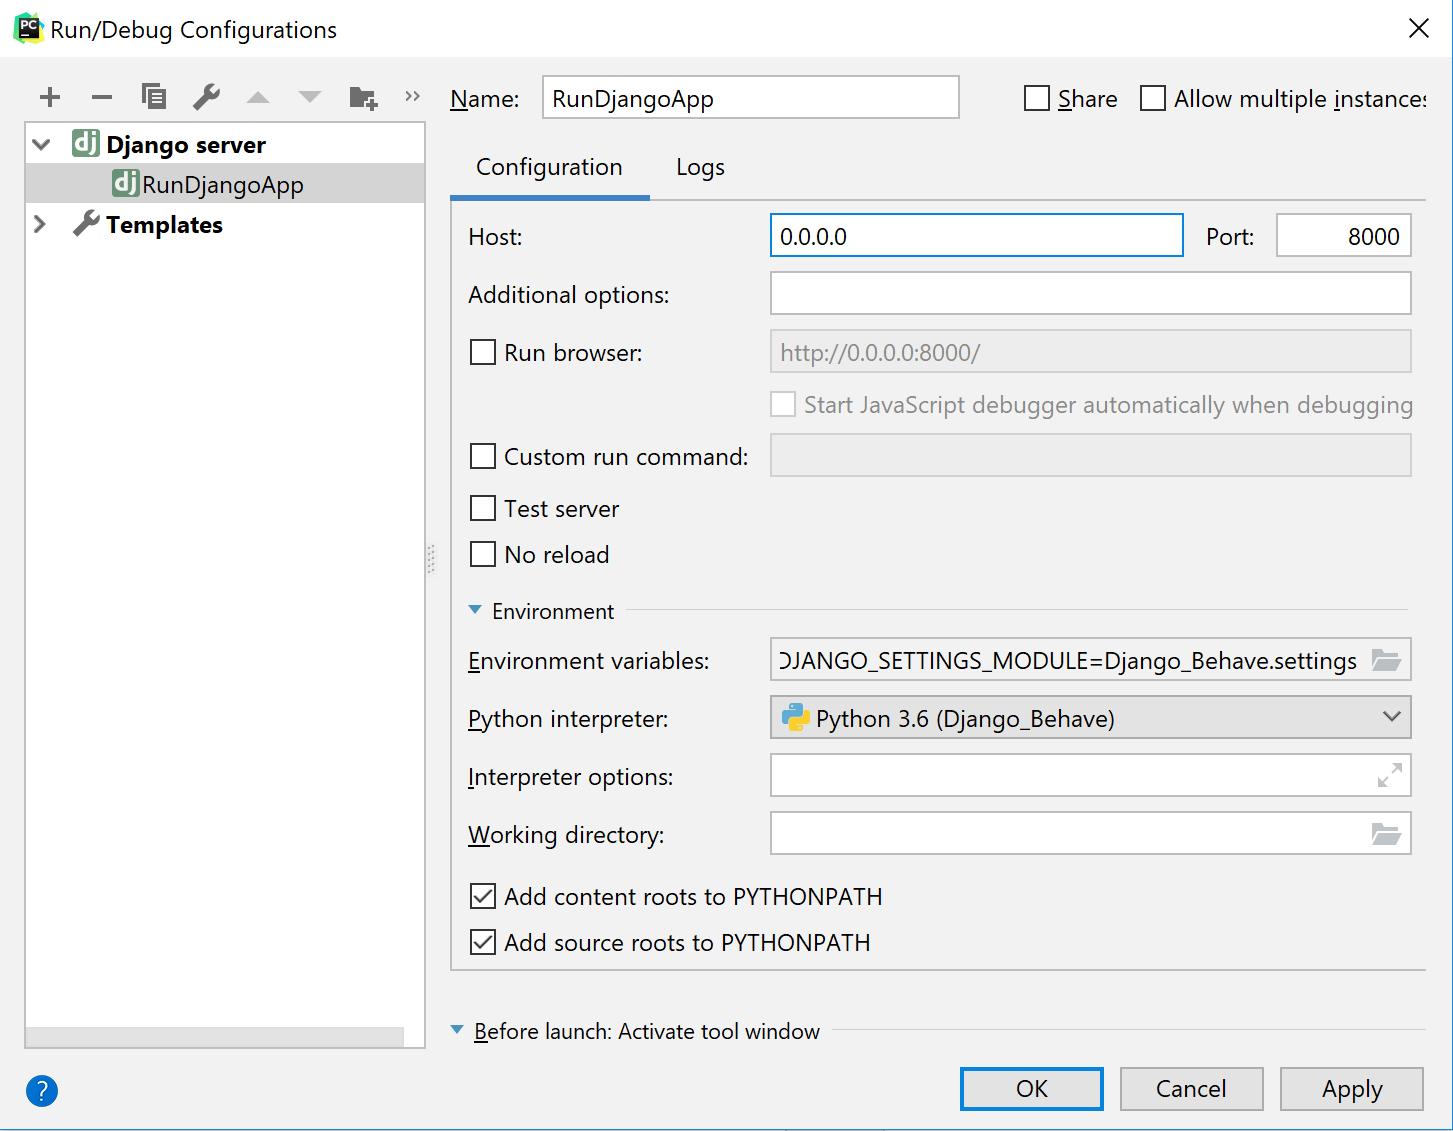 PC Run/Debug Configurations
Name: RunDjangoApp Share Allow multiple instances
dj Django server
dj RunDjangoApp
Templates
Configuration Logs
Host: 0.0.0.0 Port: 8000
Additional options:
Run browser: http://0.0.0.0:8000/
Start JavaScript debugger automatically when debugging
Custom run command:
Test server
No reload
Environment
Environment variables: DJANGO_SETTINGS_MODULE=Django_Behave.settings
Python interpreter: Python 3.6 (Django_Behave)
Interpreter options:
Working directory:
Add content roots to PYTHONPATH
Add source roots to PYTHONPATH
Before launch: Activate tool window
? OK Cancel Apply